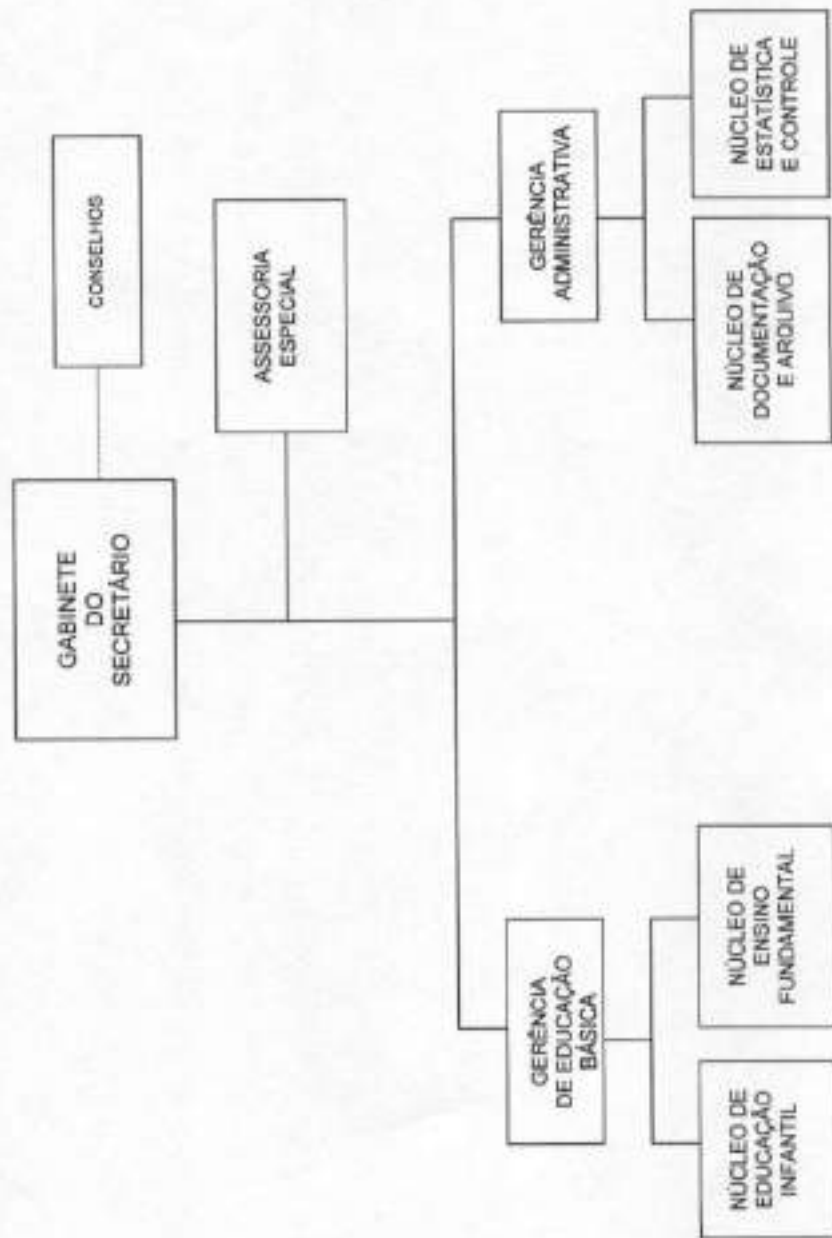 GABINETE
DO
SECRETÁRIO
CONSELHOS
ASSESSORIA
ESPECIAL
GERÊNCIA
DE EDUCAÇÃO
BÁSICA
GERÊNCIA
ADMINISTRATIVA
NÚCLEO DE
EDUCAÇÃO
INFANTIL
NÚCLEO DE
ENSINO
FUNDAMENTAL
NÚCLEO DE
DOCUMENTAÇÃO
E ARQUIVO
NÚCLEO DE
ESTATÍSTICA
E CONTROLE